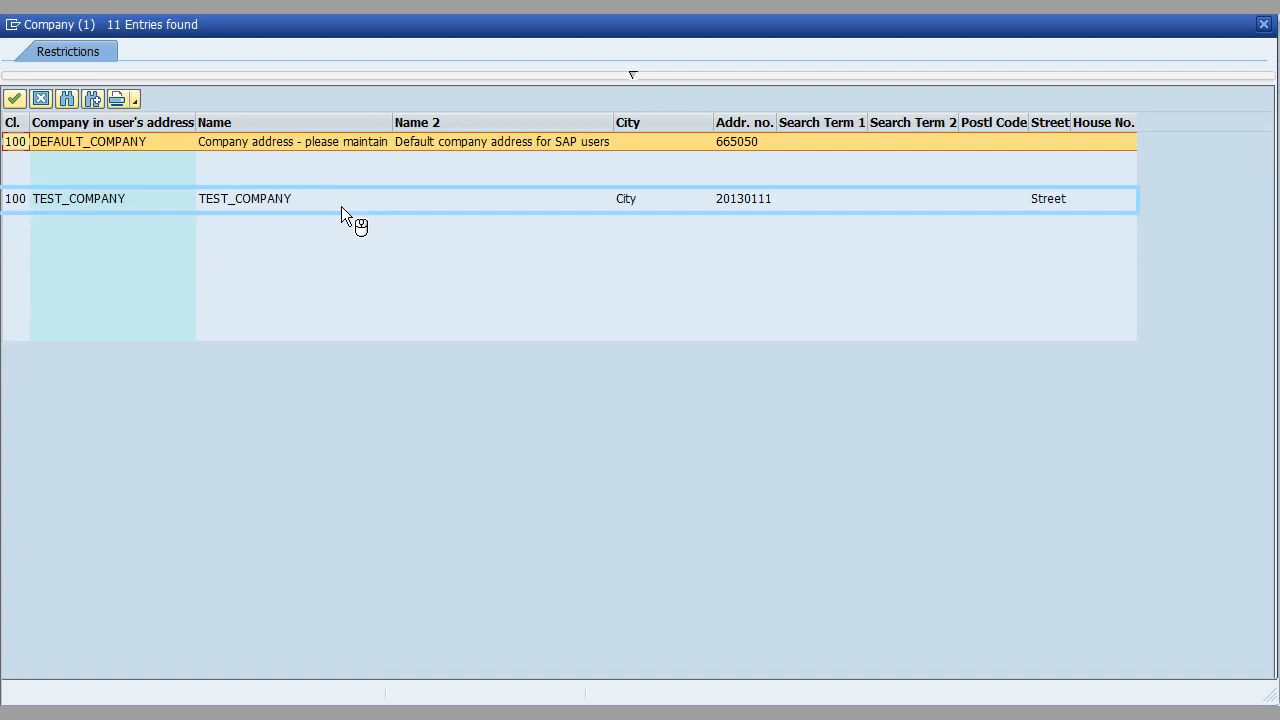 Company (1) 11 Entries found
Restrictions
Cl. Company in user's address Name Name 2 City Addr. no. Search Term 1 Search Term 2 Postl Code Street House No.
100 DEFAULT_COMPANY Company address - please maintain Default company address for SAP users 665050
100 TEST_COMPANY TEST_COMPANY City 20130111 Street